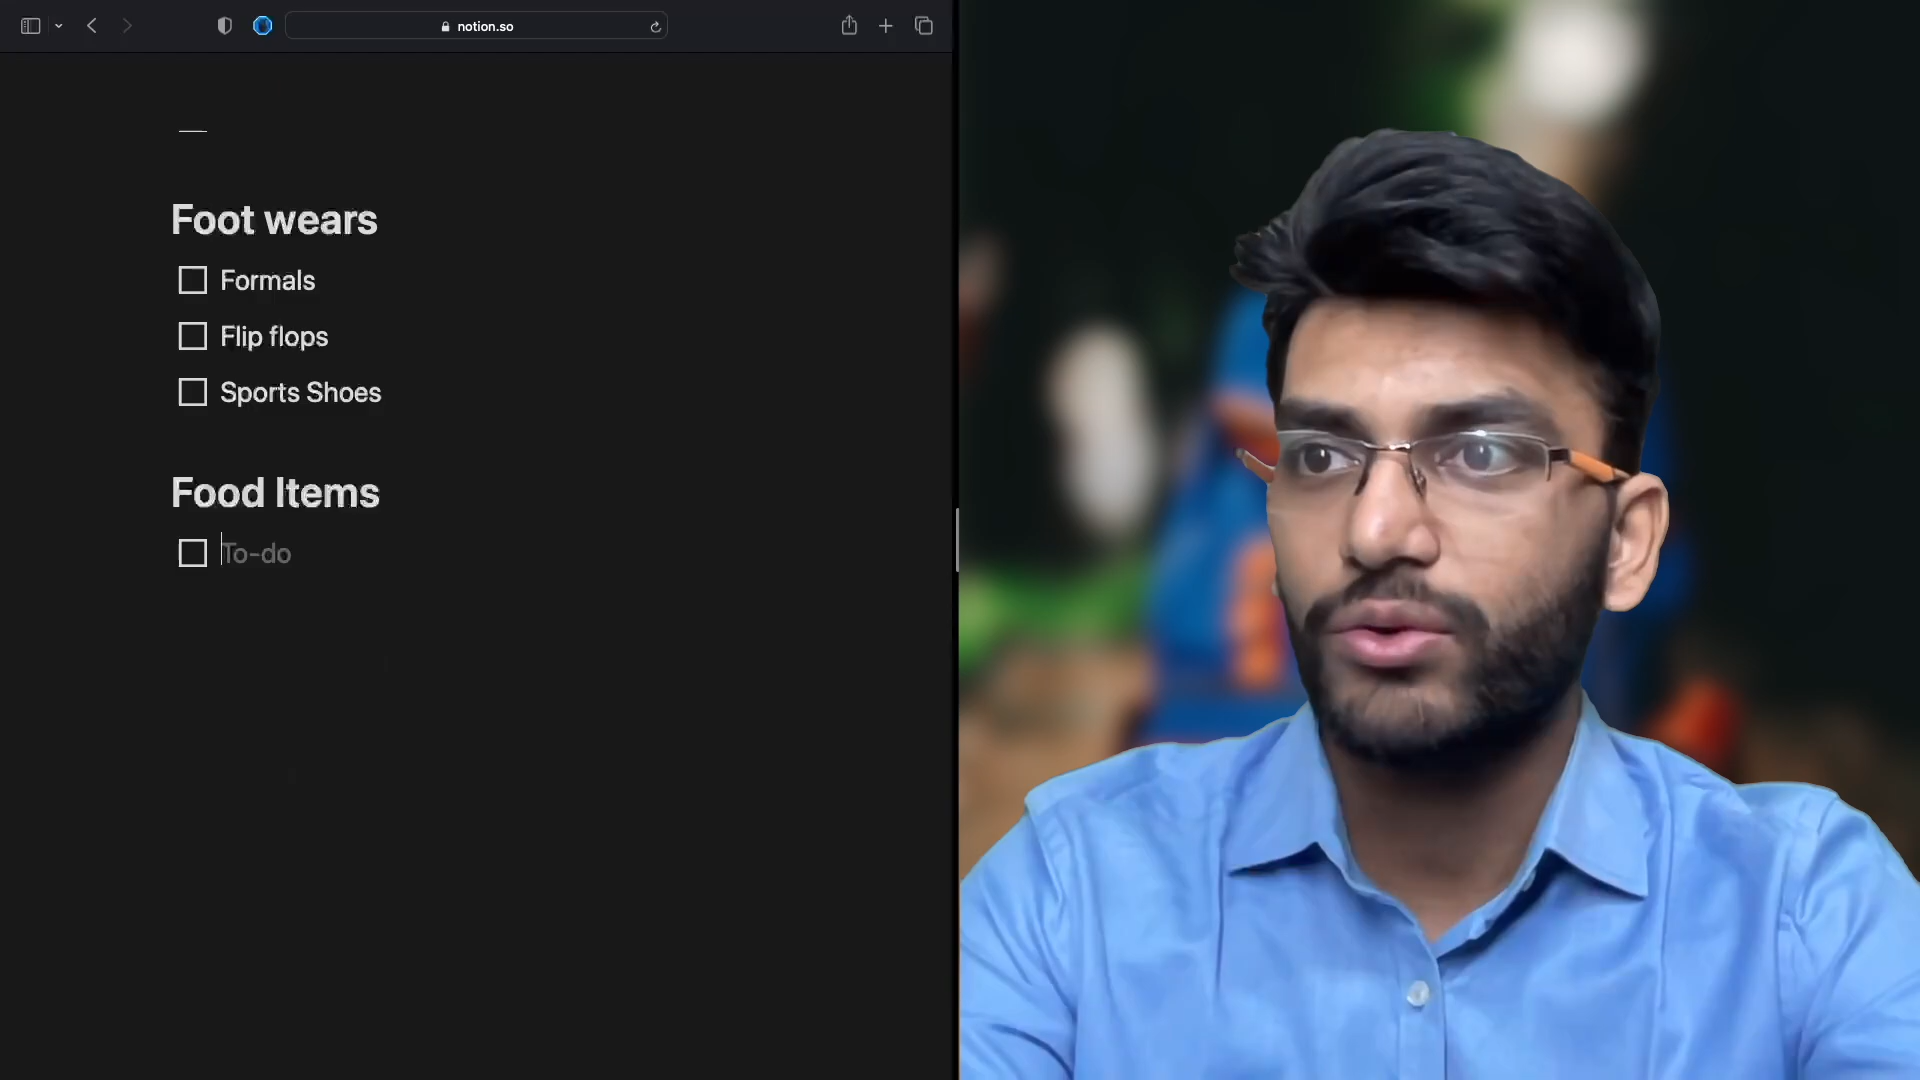 notion.so
Foot wears
Formals
Flip flops
Sports Shoes
Food Items
To-do